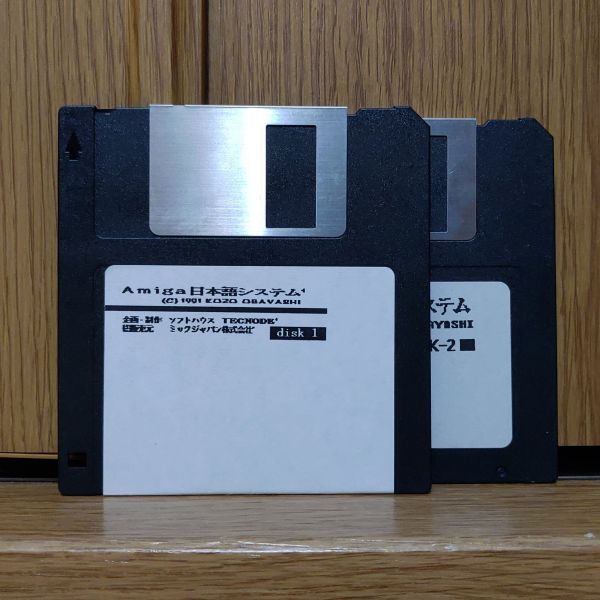 Amiga日本語システム
(C) 1991 KOZO OBAYASHI
企画・制作 ソフトハウス TECNODE
販売元 ミックジャパン株式会社
disk 1
ステム
YASHI
K-2